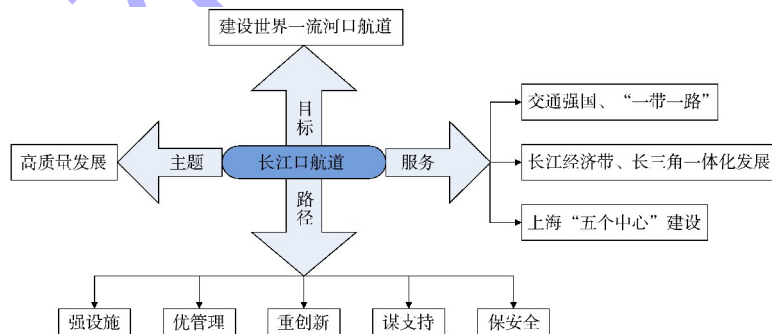 建设世界一流河口航道
目标
交通强国、“一带一路”
高质量发展
主题
长江口航道
服务
长江经济带、长三角一体化发展
路径
上海“五个中心”建设
强设施
优管理
重创新
谋支持
保安全